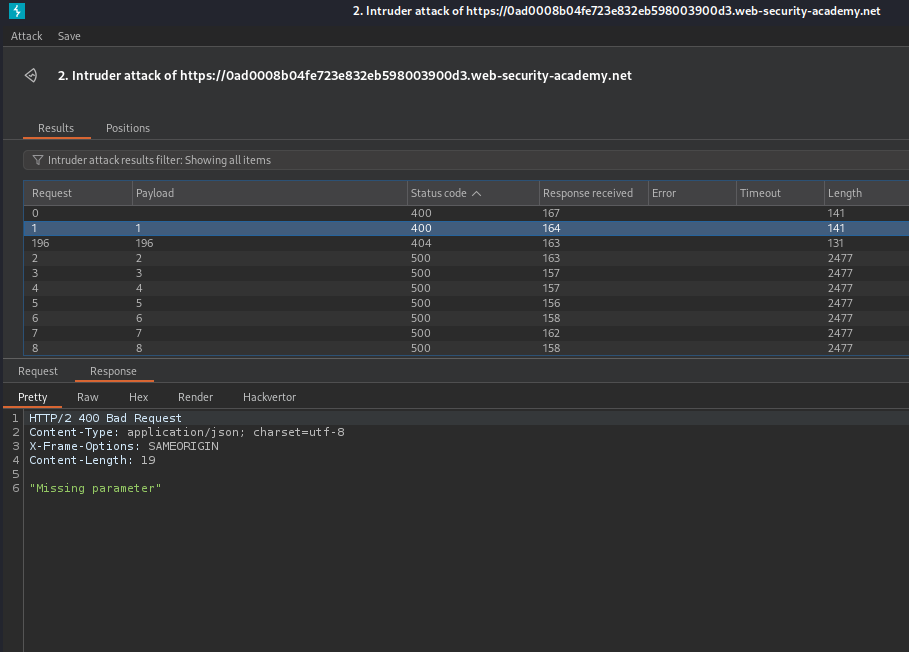 2. Intruder attack of https://0ad0008b04fe723e832eb598003900d3.web-security-academy.net
Attack Save
2. Intruder attack of https://0ad0008b04fe723e832eb598003900d3.web-security-academy.net
Results Positions
Intruder attack results filter: Showing all items
Request Payload Status code Response received Error Timeout Length
0 400 167 141
1 1 400 164 141
196 196 404 163 131
2 2 500 163 2477
3 3 500 157 2477
4 4 500 157 2477
5 5 500 156 2477
6 6 500 158 2477
7 7 500 162 2477
8 8 500 158 2477
Request Response
Pretty Raw Hex Render Hackvertor
1 HTTP/2 400 Bad Request
2 Content-Type: application/json; charset=utf-8
3 X-Frame-Options: SAMEORIGIN
4 Content-Length: 19
5
6 "Missing parameter"